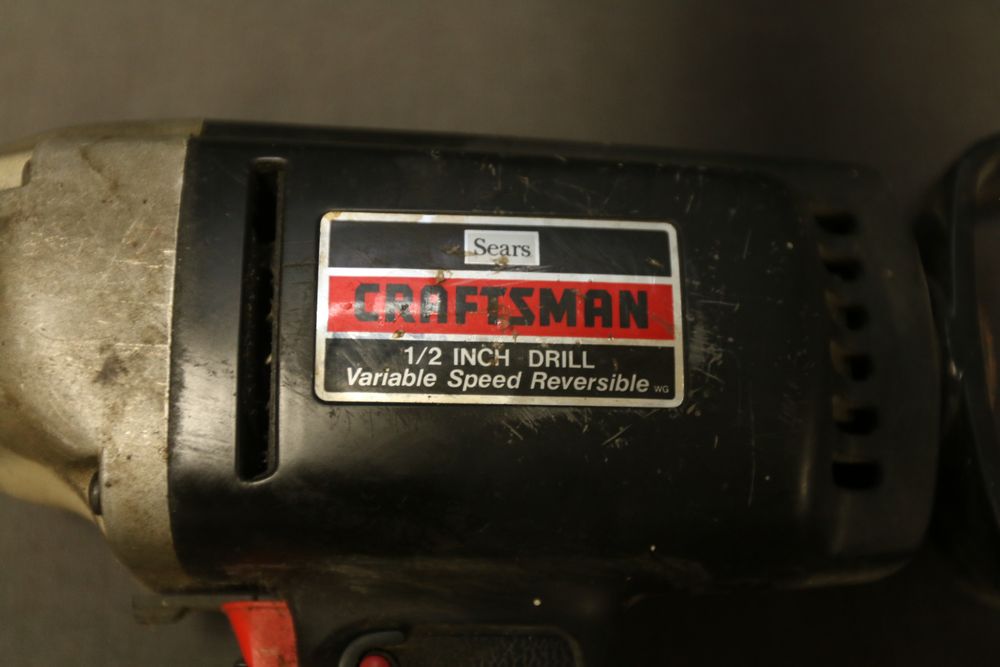 Sears
CRAFTSMAN
1/2 INCH DRILL
Variable Speed Reversible WG